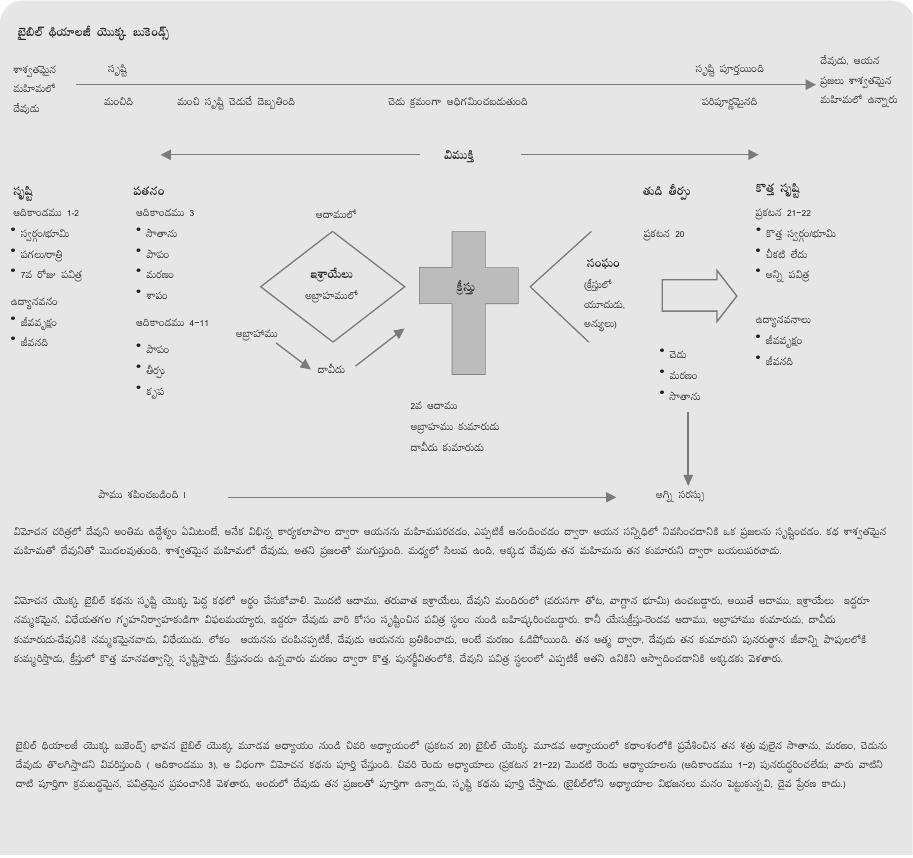 బైబిల్ థియాలజీ యొక్క బుకెండ్స్
శాశ్వతమైన
మహిమలో
దేవుడు
సృష్టి
సృష్టి పూర్తయింది
దేవుడు, ఆయన
ప్రజలు శాశ్వతమైన
మహిమలో ఉన్నారు
మంచిది
మంచి సృష్టి చెడుచే దెబ్బతింది
చెడు క్రమంగా అధిగమించబడుతుంది
పరిపూర్ణమైనది
విముక్తి
సృష్టి
ఆదికాండము 1-2
• స్వర్గం/భూమి
• పగలు/రాత్రి
• 7వ రోజు పవిత్ర
ఉద్యానవనం
• జీవవృక్షం
• జీవనది
పతనం
ఆదికాండము 3
• సాతాను
• పాపం
• మరణం
• శాపం
ఆదికాండము 4–11
• పాపం
• తీర్పు
• కృప
అదాములో
ఇశ్రాయేలు
అబ్రాహములో
అబ్రాహాము
దావీదు
క్రీస్తు
2వ ఆదాము
అబ్రాహము కుమారుడు
దావీదు కుమారుడు
సంఘం
(క్రీస్తులో
యూదుడు,
అన్యులు)
తుది తీర్పు
ప్రకటన 20
• చెడు
• మరణం
• సాతాను
కొత్త సృష్టి
ప్రకటన 21–22
• కొత్త స్వర్గం/భూమి
• చీకటి లేదు
• అన్ని పవిత్ర
ఉద్యానవనాలు
• జీవవృక్షం
• జీవనది
పాము శపించబడింది !
అగ్ని సరస్సు
విమోచన చరిత్రలో దేవుని అంతిమ ఉద్దేశ్యం ఏమిటంటే, అనేక విభిన్న కార్యకలాపాల ద్వారా ఆయనను మహిమపరచడం, ఎప్పటికీ ఆనందించడం ద్వారా ఆయన సన్నిధిలో నివసించడానికి ఒక ప్రజలను సృష్టించడం. కథ శాశ్వతమైన
మహిమతో దేవునితో మొదలవుతుంది, శాశ్వతమైన మహిమలో దేవుడు, అతని ప్రజలతో ముగుస్తుంది. మధ్యలో సిలువ ఉంది, అక్కడ దేవుడు తన మహిమను తన కుమారుని ద్వారా బయలుపరచాడు.
విమోచన యొక్క బైబిల్ కథను సృష్టి యొక్క పెద్ద కథలో అర్థం చేసుకోవాలి. మొదటి ఆదాము, తరువాత ఇశ్రాయేలు, దేవుని మందిరంలో (వరుసగా తోట, వాగ్దాన భూమి) ఉంచబడ్డారు, అయితే ఆదాము, ఇశ్రాయేలు ఇద్దరూ
నమ్మకమైన, విధేయతగల గృహనిర్వాహకుడిగా విఫలమయ్యారు, ఇద్దరూ దేవుడు వారి కోసం సృష్టించిన పవిత్ర స్థలం నుండి బహిష్కరించబడ్డారు. కానీ యేసుక్రీస్తు-రెండవ ఆదాము, అబ్రాహాము కుమారుడు, దావీదు
కుమారుడు-దేవునికి నమ్మకమైనవాడు, విధేయుడు. లోకం ఆయనను చంపినప్పటికీ, దేవుడు ఆయనను బ్రతికించాడు, అంటే మరణం ఓడిపోయింది. తన ఆత్మ ద్వారా, దేవుడు తన కుమారుని పునరుత్థాన జీవాన్ని పాపులలోకి
కుమ్మరిస్తాడు, క్రీస్తులో కొత్త మానవత్వాన్ని సృష్టిస్తాడు. క్రీస్తునందు ఉన్నవారు మరణం ద్వారా కొత్త, పునర్జీవితంలోకి, దేవుని పవిత్ర స్థలంలో ఎప్పటికీ అతని ఉనికిని ఆస్వాదించడానికి అక్కడకు వెళతారు.
బైబిల్ థియాలజీ యొక్క బుకెండ్స్ భావన బైబిల్ యొక్క మూడవ అధ్యాయం నుండి చివరి అధ్యాయంలో (ప్రకటన 20) బైబిల్ యొక్క మూడవ అధ్యాయంలో కథాంశంలోకి ప్రవేశించిన తన శత్రు వులైన సాతాను, మరణం, చెడును
దేవుడు తొలగిస్తాడని వివరిస్తుంది ( ఆదికాండము 3), ఆ విధంగా విమోచన కథను పూర్తి చేస్తుంది. చివరి రెండు అధ్యాయాలు (ప్రకటన 21–22) మొదటి రెండు అధ్యాయాలను (ఆదికాండము 1–2) పునరుద్ధరించలేదు; వారు వాటిని
దాటి పూర్తిగా క్రమబద్ధమైన, పవిత్రమైన ప్రపంచానికి వెళతారు, అందులో దేవుడు తన ప్రజలతో పూర్తిగా ఉన్నాడు, సృష్టి కథను పూర్తి చేస్తాడు. (బైబిల్‌లోని అధ్యాయాల విభజనలు మనం పెట్టుకున్నవి, దైవ ప్రేరణ కాదు.)